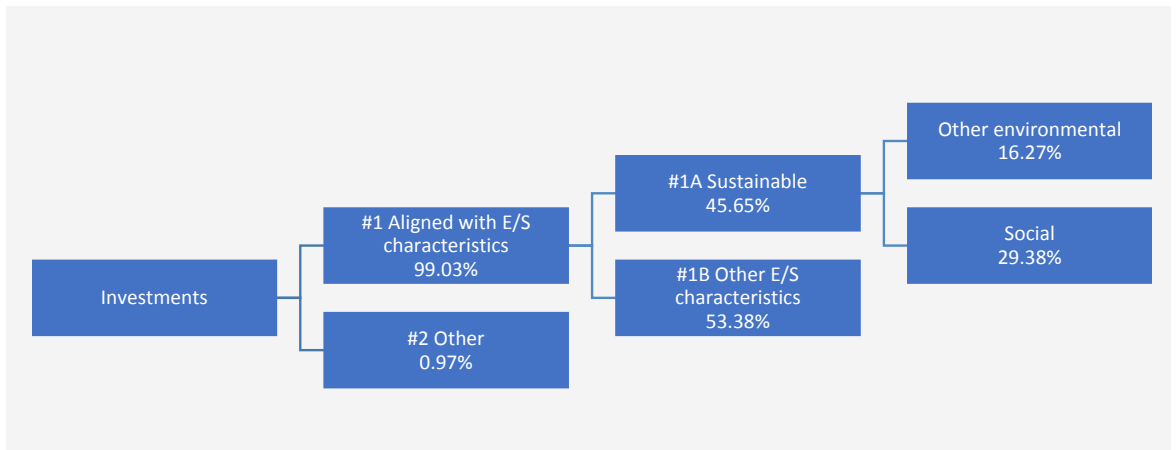 Investments
#1 Aligned with E/S
characteristics
99.03%
#2 Other
0.97%
#1A Sustainable
45.65%
#1B Other E/S
characteristics
53.38%
Other environmental
16.27%
Social
29.38%